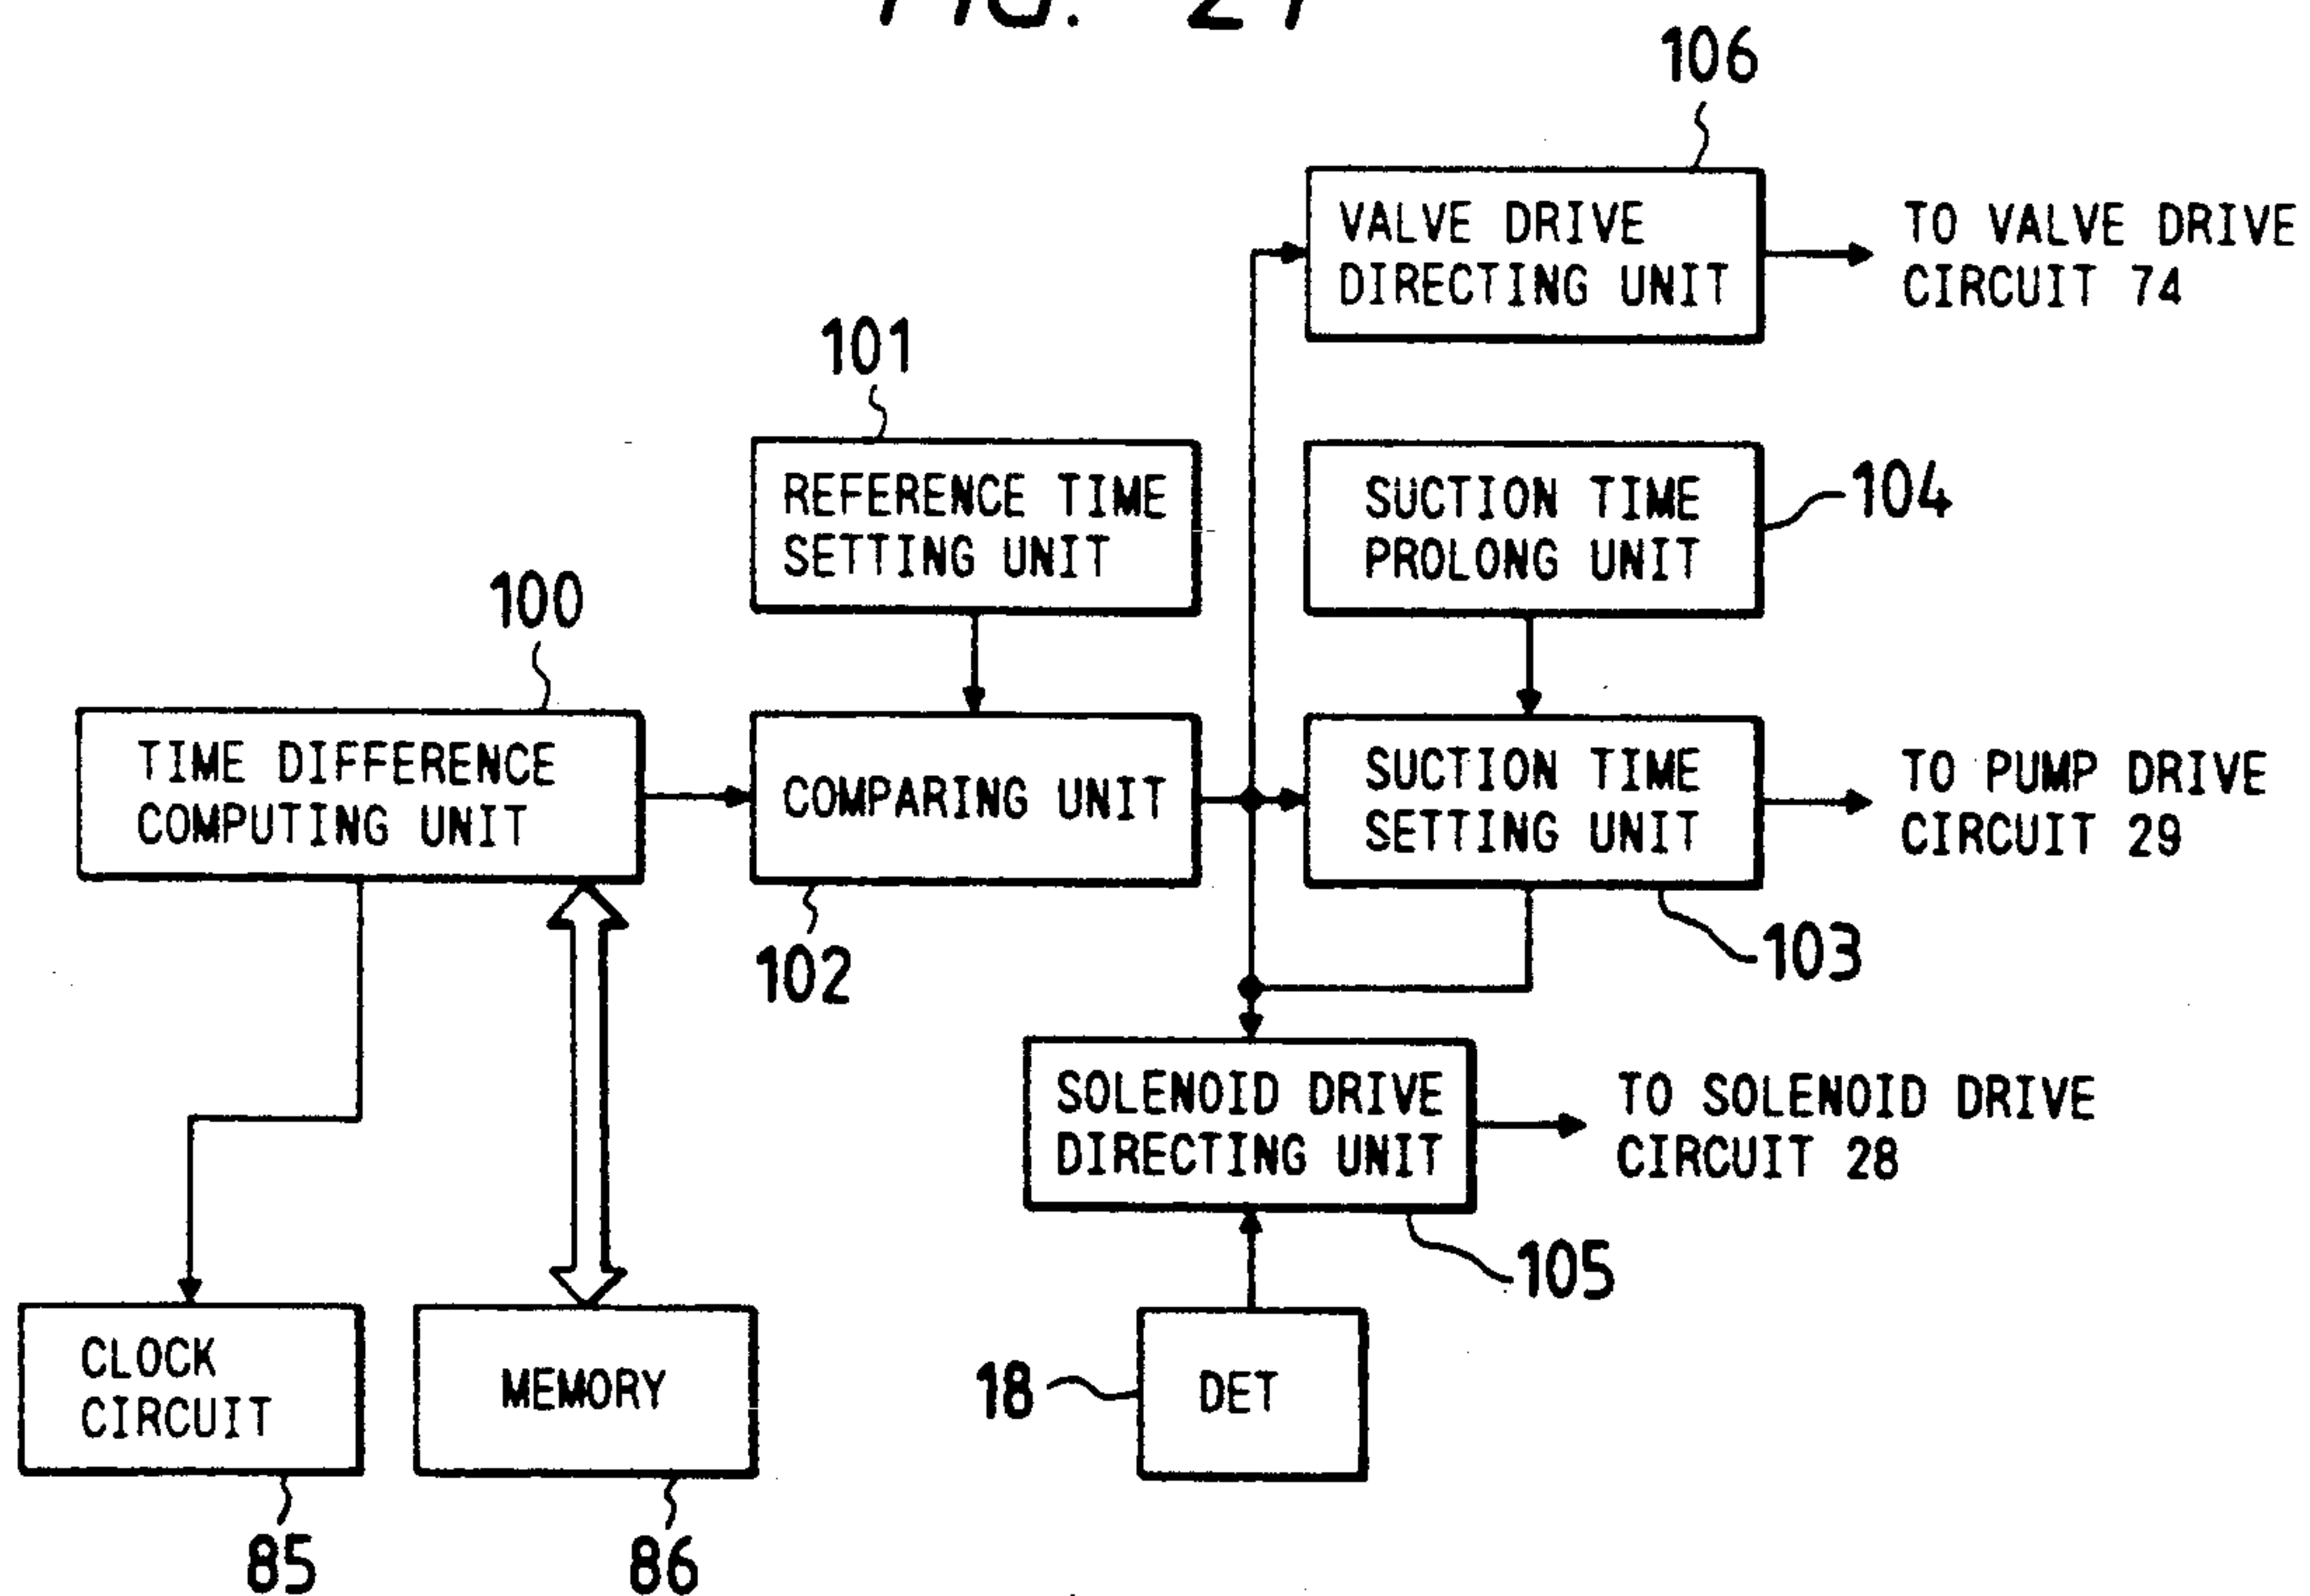 FIG. 21
106
VALVE DRIVE
DIRECTING UNIT
TO VALVE DRIVE
CIRCUIT 74
101
REFERENCE TIME
SETTING UNIT
SUCTION TIME
PROLONG UNIT
104
100
TIME DIFFERENCE
COMPUTING UNIT
COMPARING UNIT
SUCTION TIME
SETTING UNIT
TO PUMP DRIVE
CIRCUIT 29
102
103
SOLENOID DRIVE
DIRECTING UNIT
TO SOLENOID DRIVE
CIRCUIT 28
105
CLOCK
CIRCUIT
MEMORY
18
DET
85
86